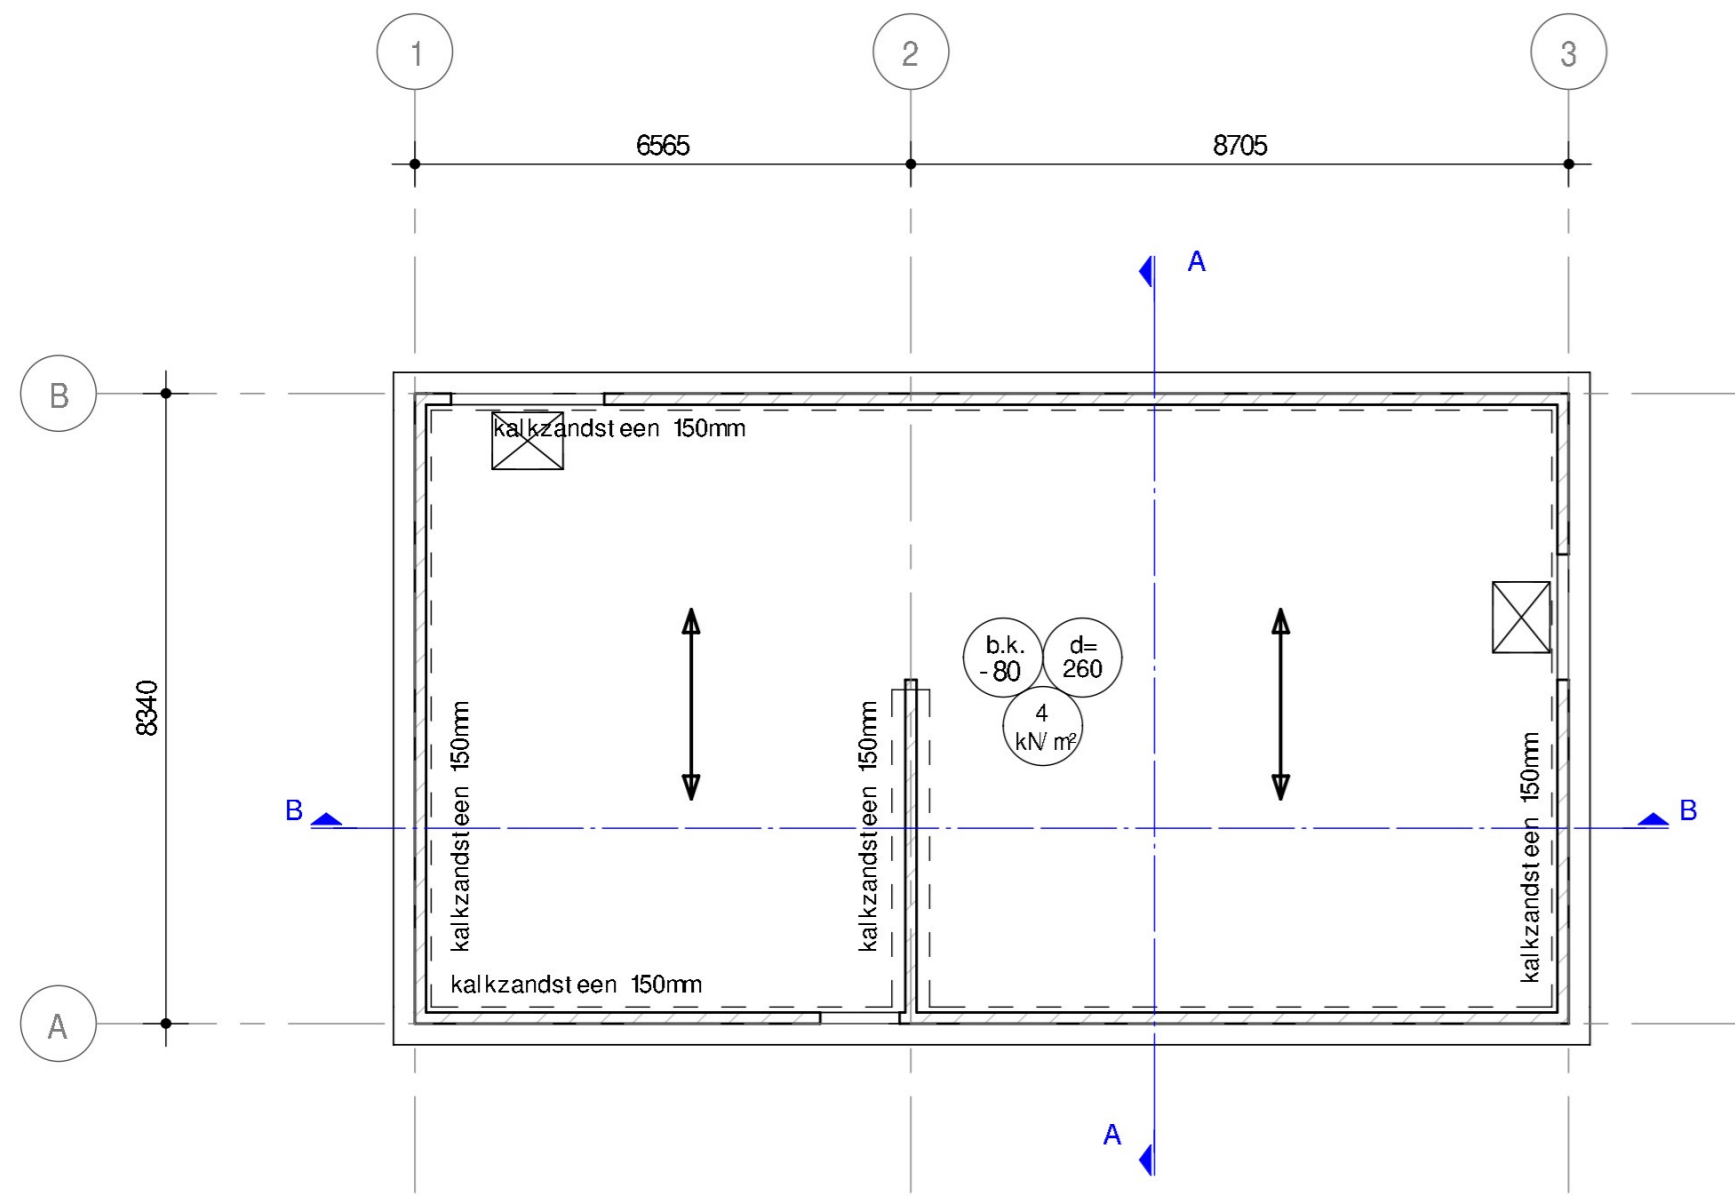 1
2
3
6565
8705
A
B
kalkzandsteen 150mm
b.k.
-80
d=
260
4
kN/m²
8340
kalkzandsteen 150mm
kalkzandsteen 150mm
kalkzandsteen 150mm
B
B
kalkzandsteen 150mm
A
A